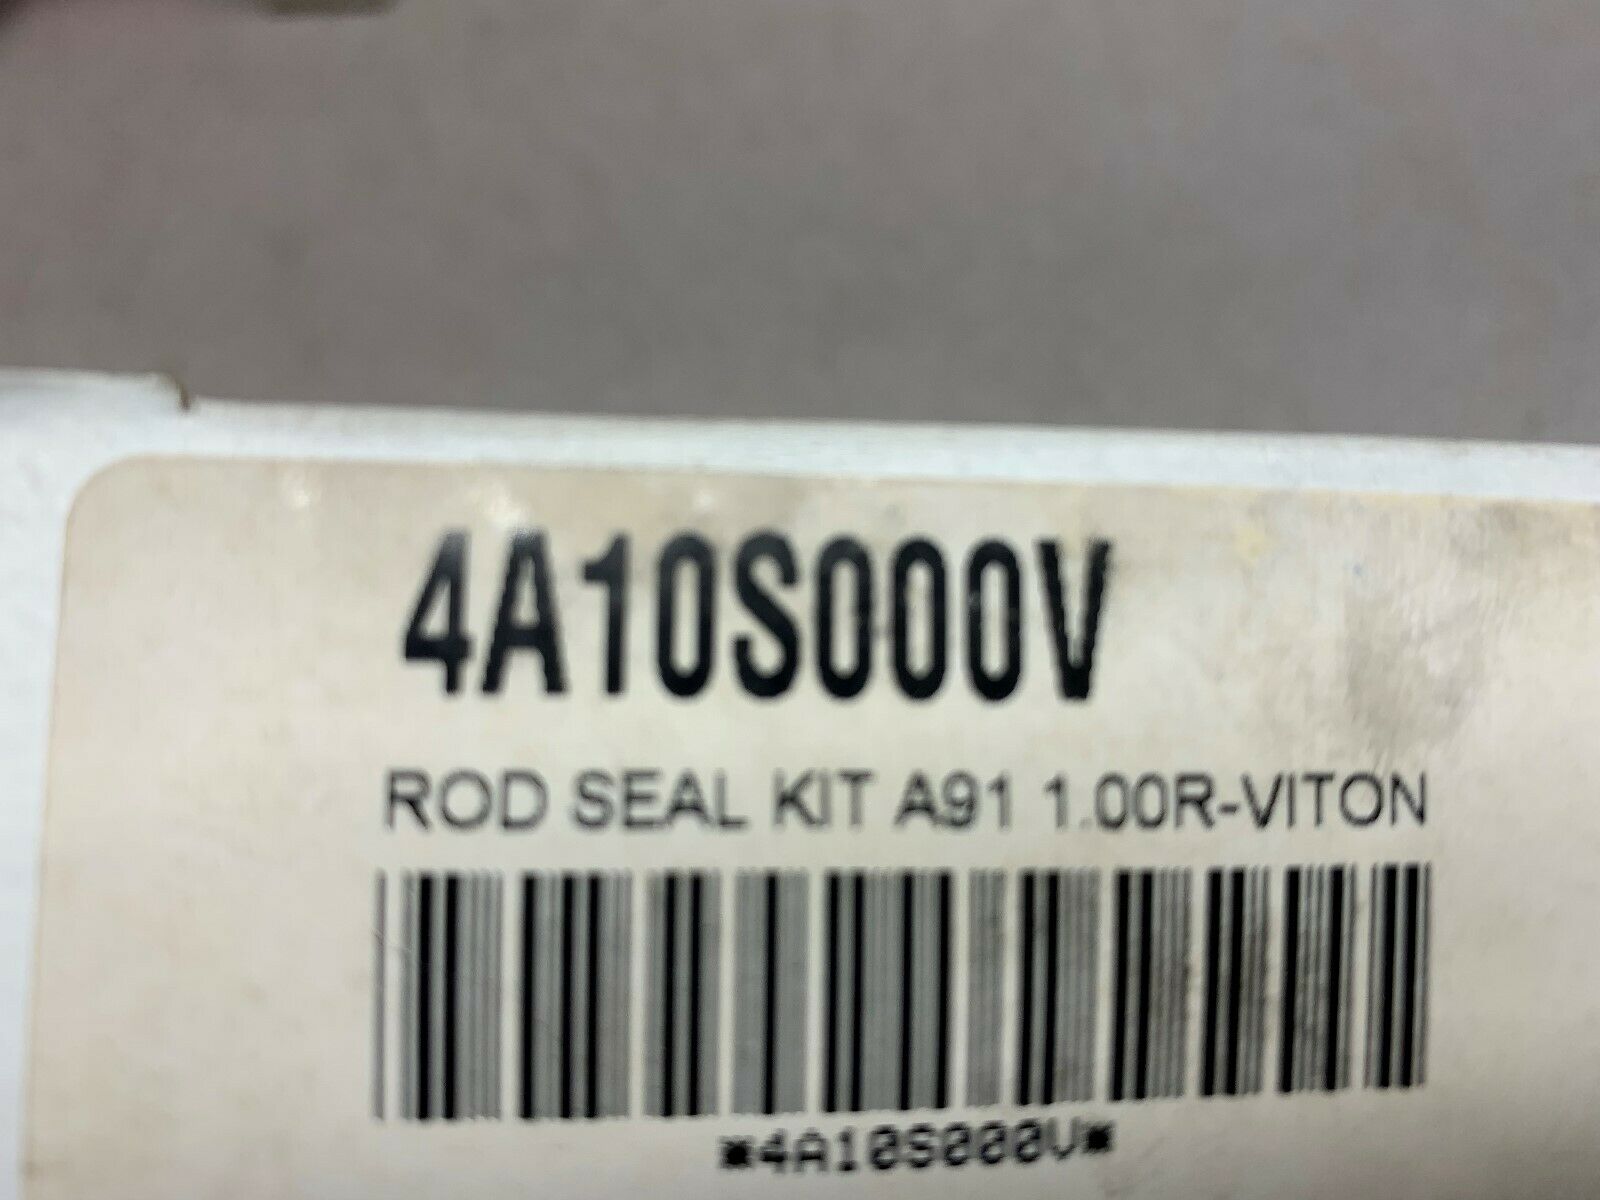 4A10S000V
ROD SEAL KIT A91 1.00R-VITON
*4A10S000V*